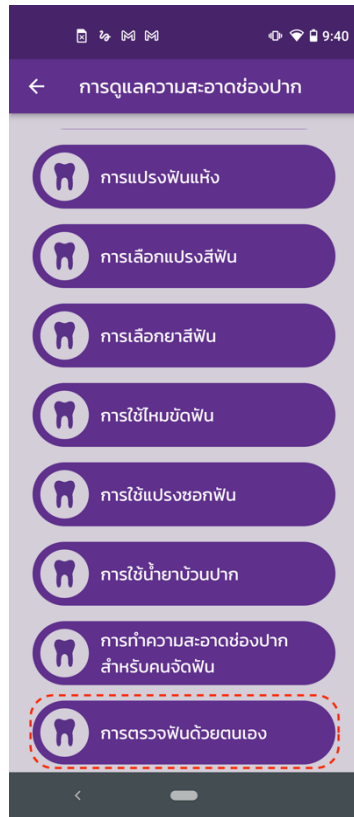 9:40
การดูแลความสะอาดช่องปาก
การแปรงฟันแห้ง
การเลือกแปรงสีฟัน
การเลือกยาสีฟัน
การใช้ไหมขัดฟัน
การใช้แปรงซอกฟัน
การใช้น้ำยาบ้วนปาก
การทำความสะอาดช่องปาก
สำหรับคนจัดฟัน
การตรวจฟันด้วยตนเอง